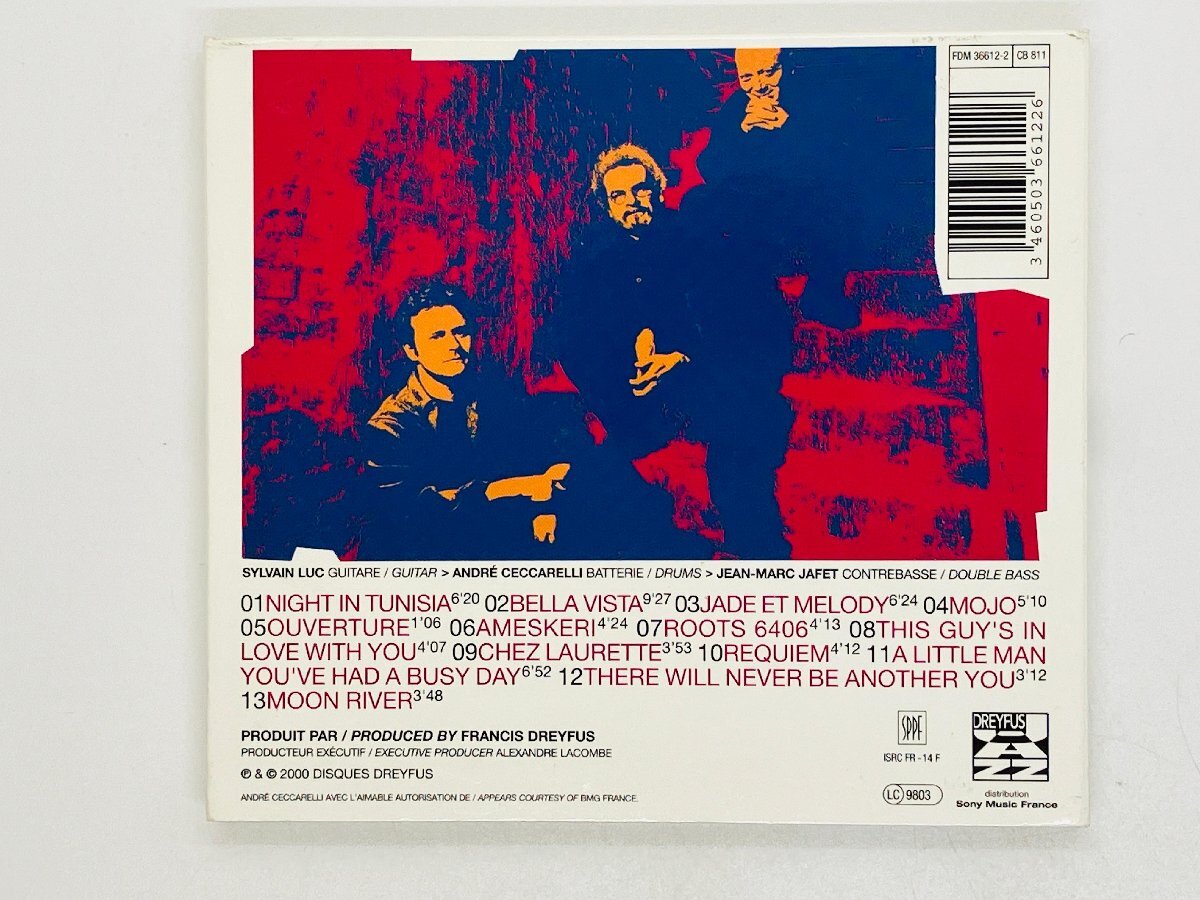 FDM 36612-2 CB 811
3 460503 661226
SYLVAIN LUC GUITARE / GUITAR > ANDRÉ CECCARELLI BATTERIE / DRUMS > JEAN-MARC JAFET CONTREBASSE / DOUBLE BASS
01NIGHT IN TUNISIA6'20 02BELLA VISTA9'27 03JADE ET MELODY6'24 04MOJO5'10
05OUVERTURE1'06 06AMESKERI4'24 07ROOTS 64064'13 08THIS GUY'S IN
LOVE WITH YOU4'07 09CHEZ LAURETTE3'53 10REQUIEM4'12 11A LITTLE MAN
YOU'VE HAD A BUSY DAY6'52 12THERE WILL NEVER BE ANOTHER YOU3'12
13MOON RIVER3'48
PRODUIT PAR / PRODUCED BY FRANCIS DREYFUS
PRODUCTEUR EXÉCUTIF / EXECUTIVE PRODUCER ALEXANDRE LACOMBE
℗ & © 2000 DISQUES DREYFUS
ANDRÉ CECCARELLI AVEC L'AIMABLE AUTORISATION DE / APPEARS COURTESY OF BMG FRANCE.
SPPF
ISRC FR - 14 F
LC 9803
DREYFUS
JAZZ
distribution
Sony Music France